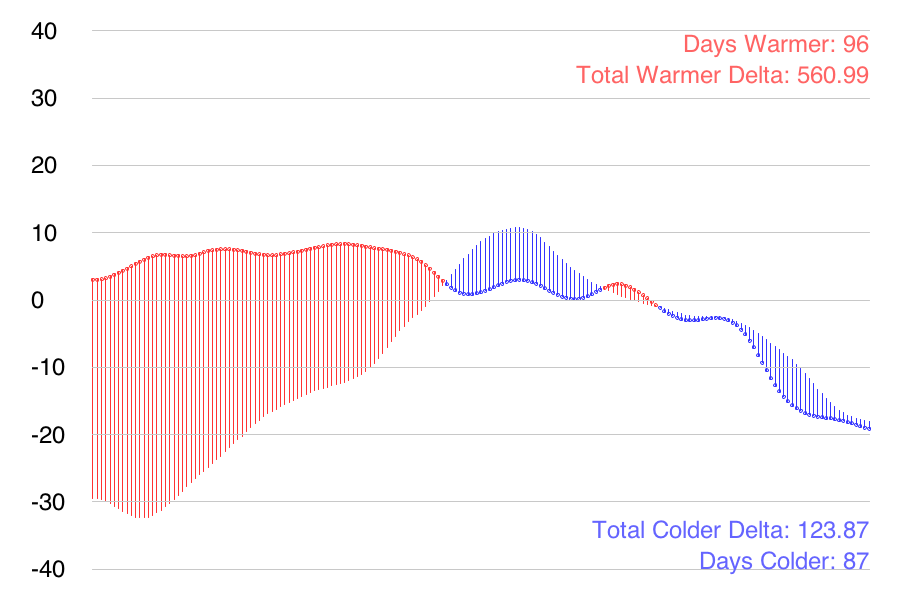 40
Days Warmer: 96
Total Warmer Delta: 560.99
30
20
10
0
-10
-20
-30
Total Colder Delta: 123.87
Days Colder: 87
-40